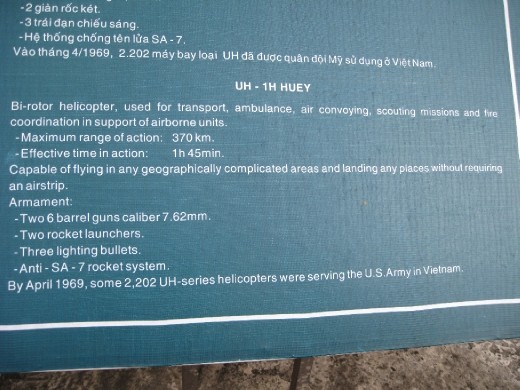 -2 giàn rốc két.
-3 trái đạn chiếu sáng.
-Hệ thống chống tên lửa SA - 7.
Vào tháng 4/1969, 2.202 máy bay loại UH đã được quân đội Mỹ sử dụng ở Việt Nam.
UH - 1H HUEY
Bi-rotor helicopter, used for transport, ambulance, air convoying, scouting missions and fire
coordination in support of airborne units.
-Maximum range of action: 370 km.
-Effective time in action: 1h 45min.
Capable of flying in any geographically complicated areas and landing any places without requiring
an airstrip.
Armament:
-Two 6 barrel guns caliber 7.62mm.
-Two rocket launchers.
-Three lighting bullets.
-Anti - SA - 7 rocket system.
By April 1969, some 2,202 UH-series helicopters were serving the U.S.Army in Vietnam.